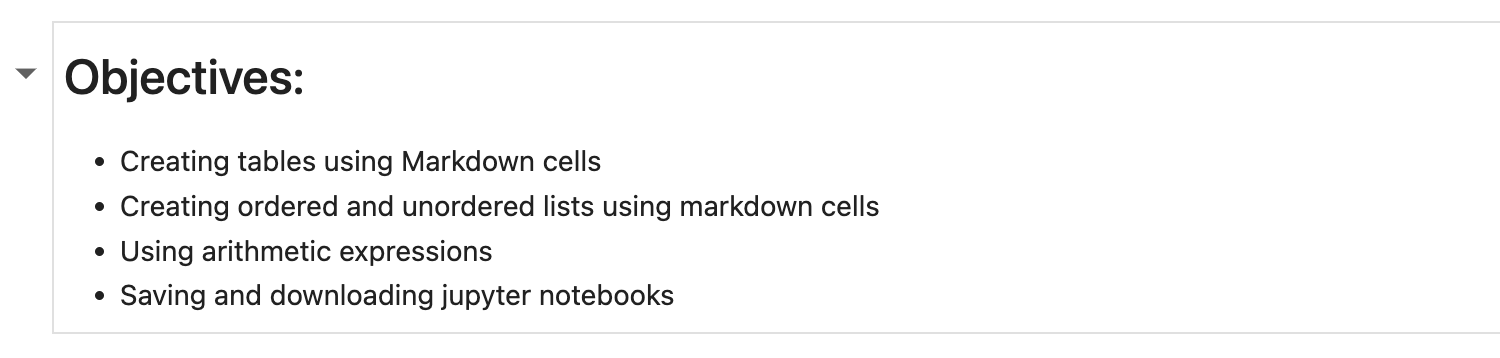 Objectives:
Creating tables using Markdown cells
Creating ordered and unordered lists using markdown cells
Using arithmetic expressions
Saving and downloading jupyter notebooks